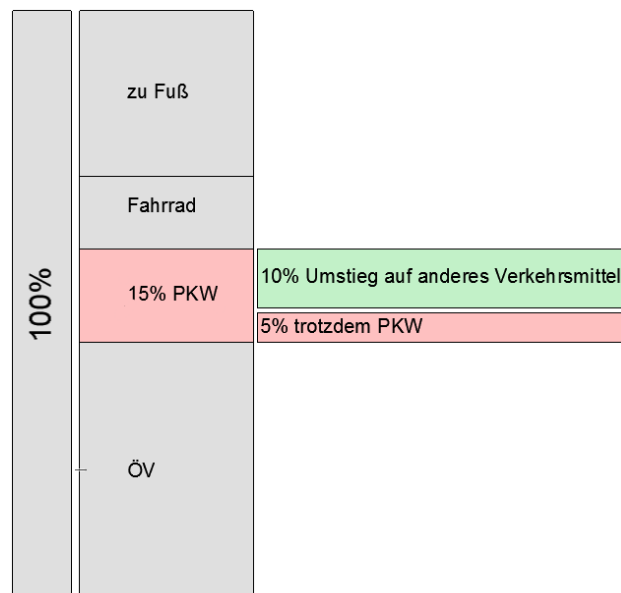 100%
zu Fuß
Fahrrad
15% PKW
10% Umstieg auf anderes Verkehrsmittel
5% trotzdem PKW
ÖV